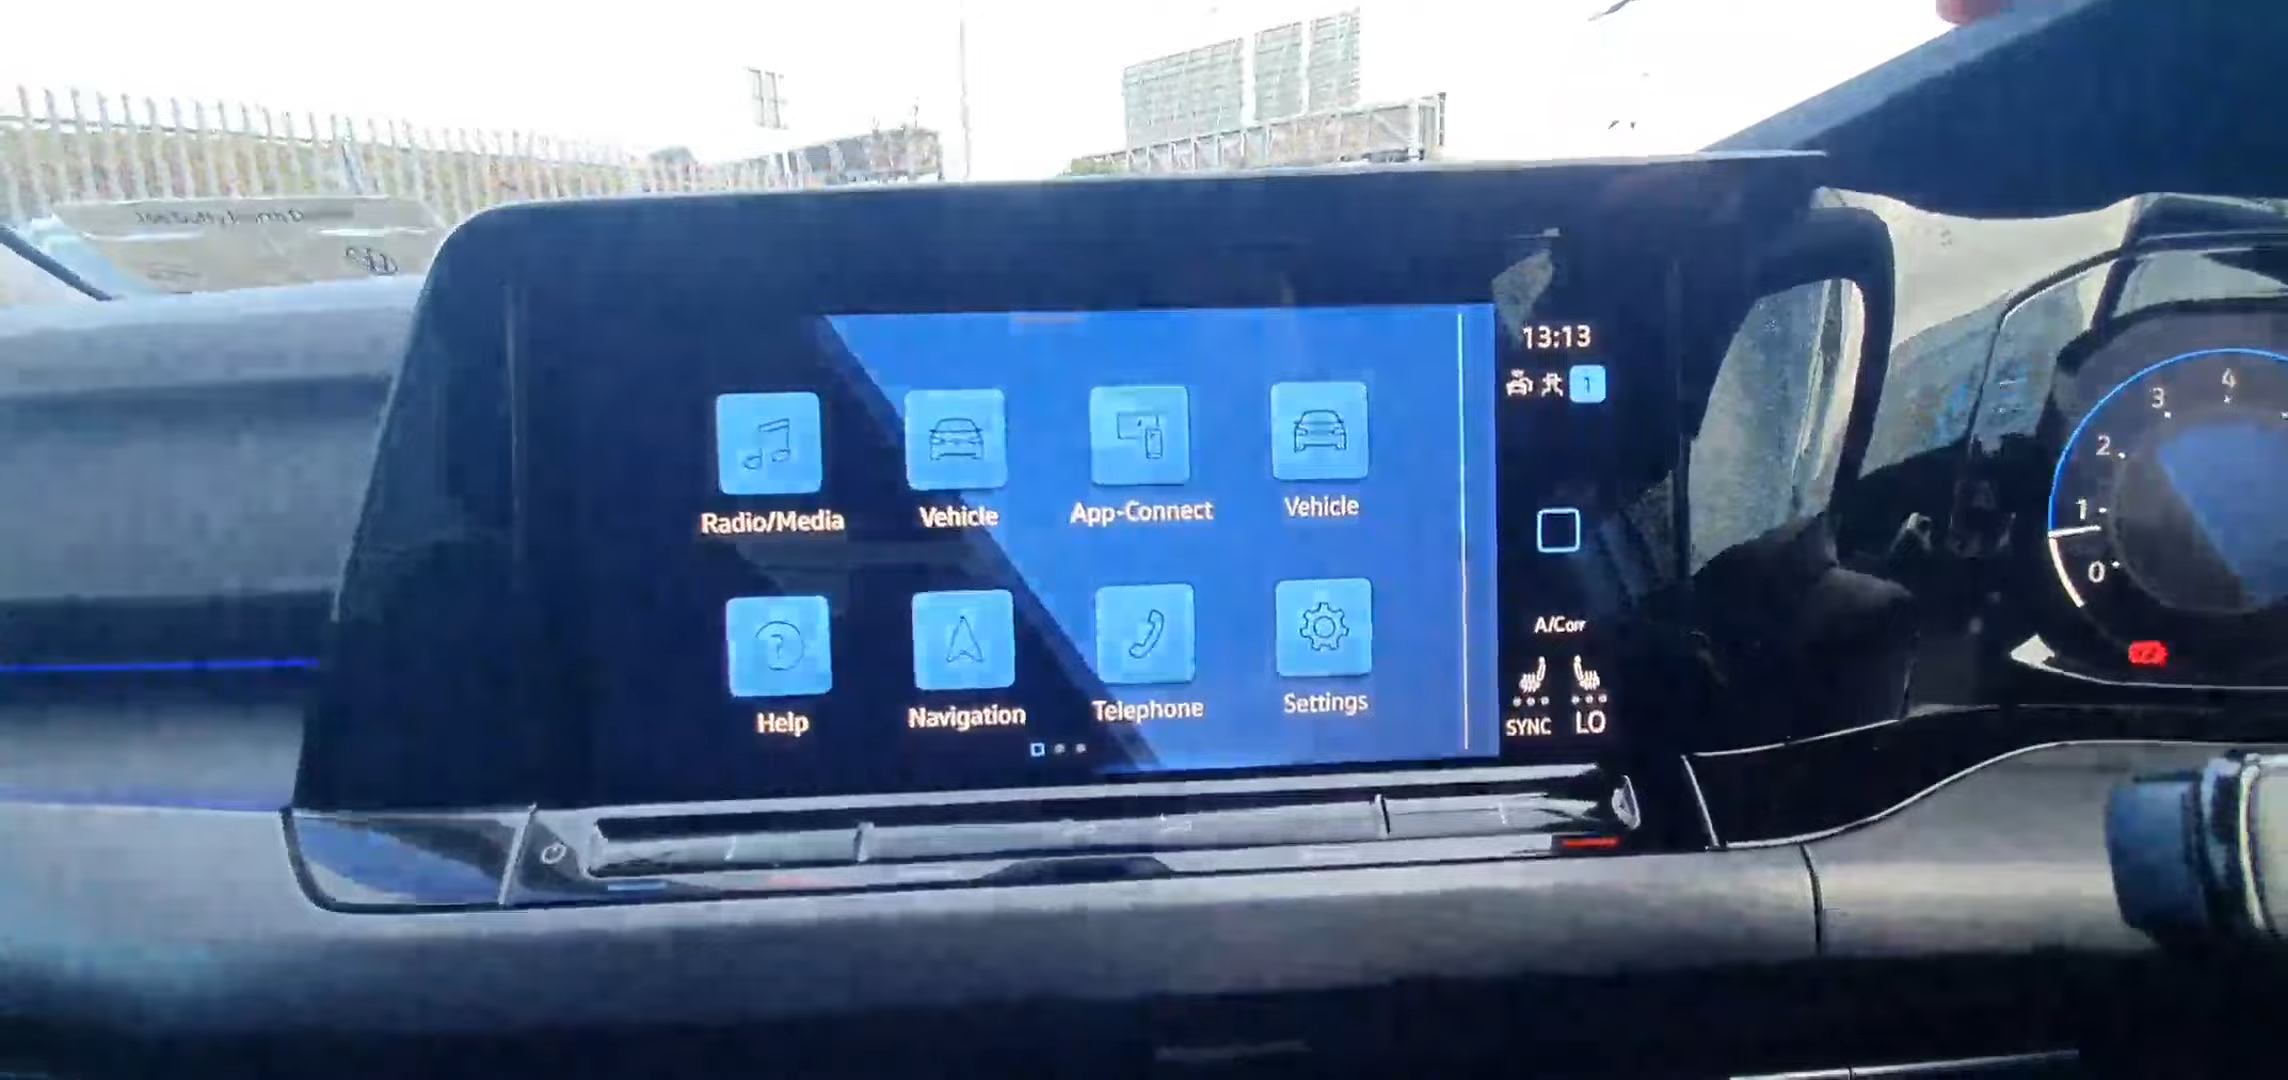 13:13
1
Radio/Media
Vehicle
App-Connect
Vehicle
Help
Navigation
Telephone
Settings
A/Corr
SYNC
LO
4
3
2
1
0